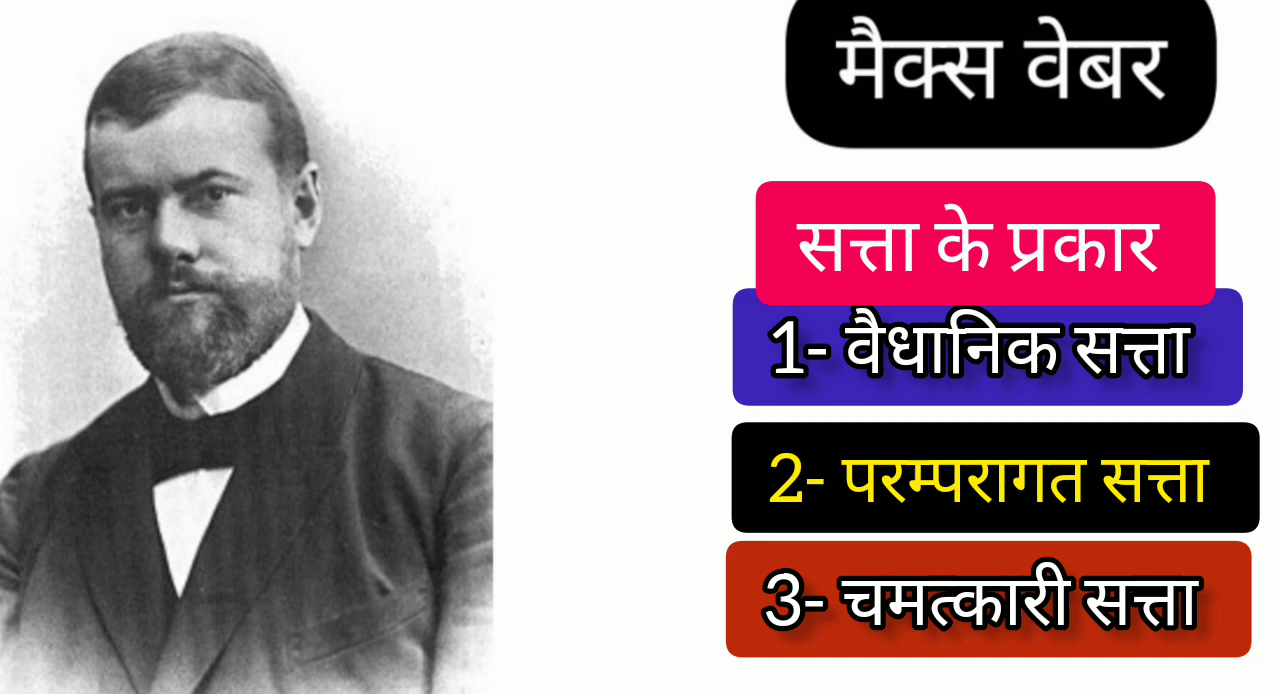 मैक्स वेबर
सत्ता के प्रकार
1- वैधानिक सत्ता
2- परम्परागत सत्ता
3- चमत्कारी सत्ता